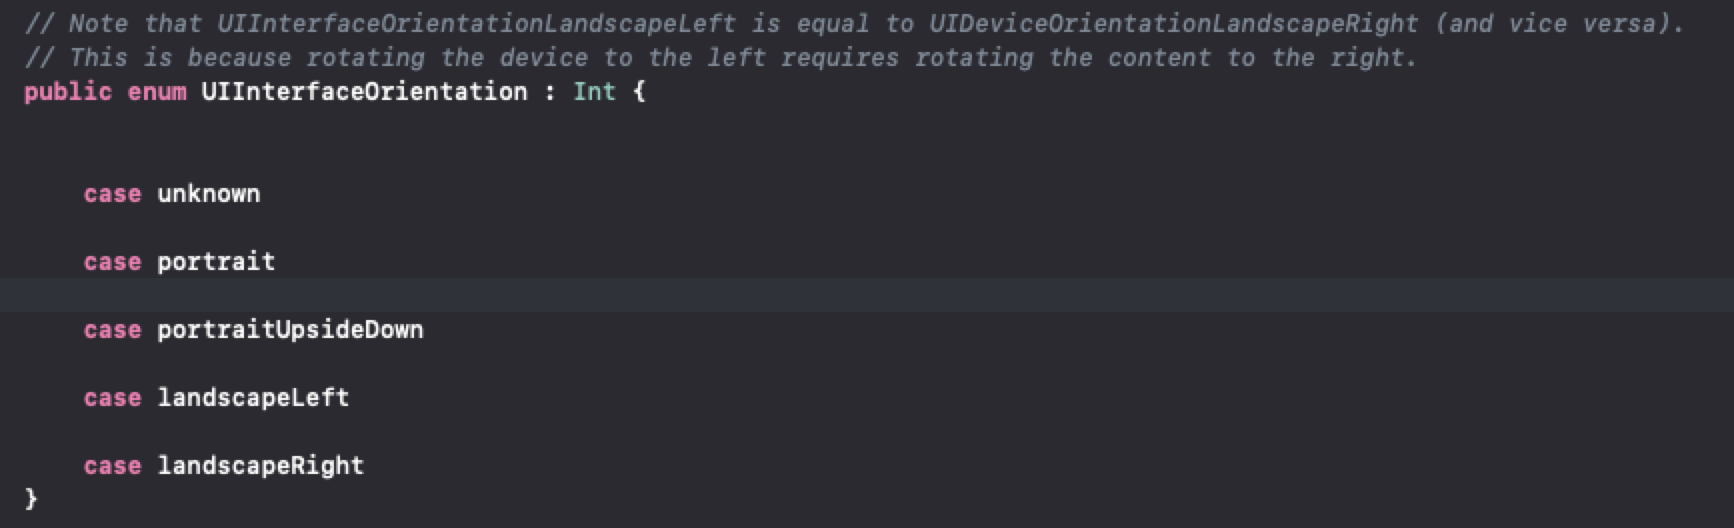 // Note that UIInterfaceOrientationLandscapeLeft is equal to UIDeviceOrientationLandscapeRight (and vice versa).
// This is because rotating the device to the left requires rotating the content to the right.
public enum UIInterfaceOrientation : Int {
case unknown
case portrait
case portraitUpsideDown
case landscapeLeft
case landscapeRight
}